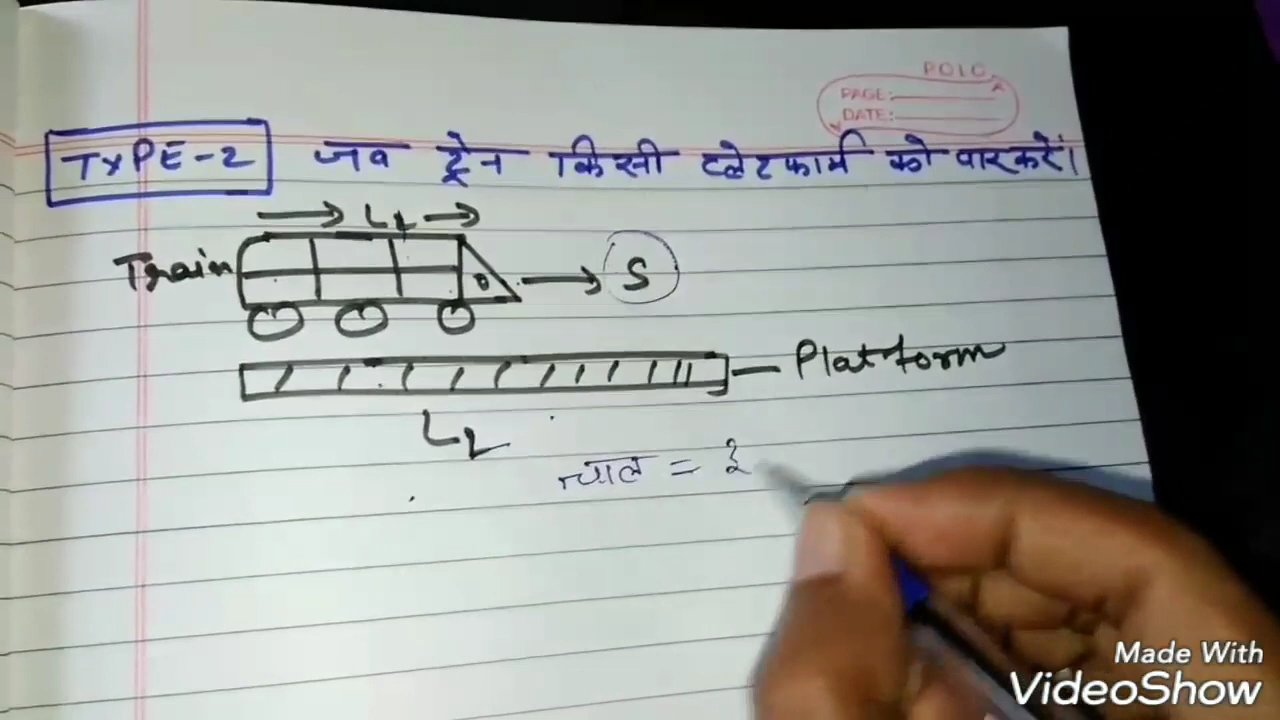 POLO
PAGE:
DATE:
TYPE-2 जब ट्रेन किसी प्लेटफार्म को पार करें।
L1
Train
S
Platform
L2
चाल =
Made With
VideoShow